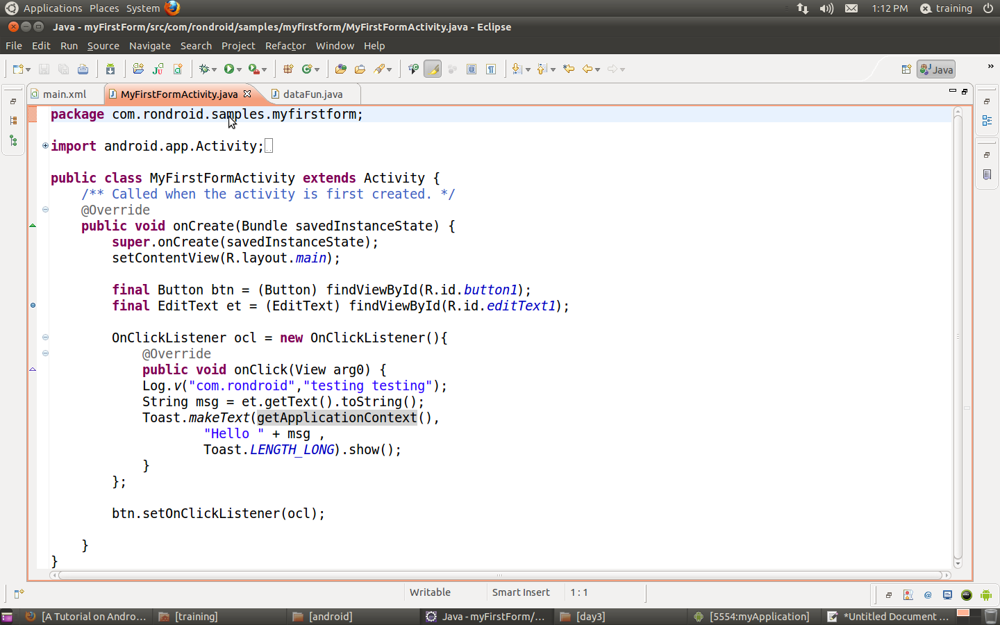 Applications Places System 1:12 PM training
Java - myFirstForm/src/com/rondroid/samples/myfirstform/MyFirstFormActivity.java - Eclipse
File Edit Run Source Navigate Search Project Refactor Window Help
Java »
main.xml MyFirstFormActivity.java dataFun.java
package com.rondroid.samples.myfirstform;
import android.app.Activity;
public class MyFirstFormActivity extends Activity {
/** Called when the activity is first created. */
@Override
public void onCreate(Bundle savedInstanceState) {
super.onCreate(savedInstanceState);
setContentView(R.layout.main);
final Button btn = (Button) findViewById(R.id.button1);
final EditText et = (EditText) findViewById(R.id.editText1);
OnClickListener ocl = new OnClickListener(){
@Override
public void onClick(View arg0) {
Log.v("com.rondroid","testing testing");
String msg = et.getText().toString();
Toast.makeText(getApplicationContext(),
"Hello " + msg ,
Toast.LENGTH_LONG).show();
}
};
btn.setOnClickListener(ocl);
}
}
Writable Smart Insert 1 : 1
[A Tutorial on Andro... [training] [android] Java - myFirstForm/... [day3] [5554:myApplication] *Untitled Document ...